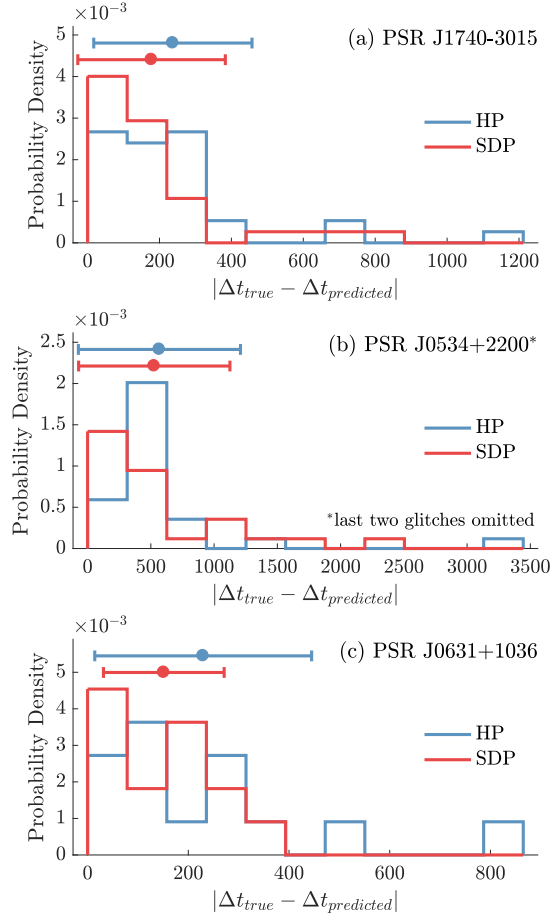 ×10⁻³
(a) PSR J1740-3015
5
4
3
2
1
0
Probability Density
HP
SDP
0 200 400 600 800 1000 1200
|Δt_true − Δt_predicted|
×10⁻³
(b) PSR J0534+2200*
2.5
2
1.5
1
0.5
0
Probability Density
HP
SDP
*last two glitches omitted
0 500 1000 1500 2000 2500 3000 3500
|Δt_true − Δt_predicted|
×10⁻³
(c) PSR J0631+1036
5
4
3
2
1
0
Probability Density
HP
SDP
0 200 400 600 800
|Δt_true − Δt_predicted|